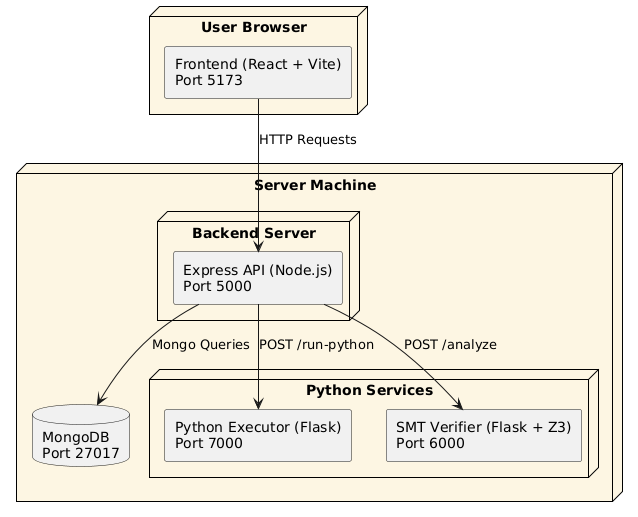 User Browser
Frontend (React + Vite)
Port 5173
HTTP Requests
Server Machine
Backend Server
Express API (Node.js)
Port 5000
Mongo Queries
POST /run-python
POST /analyze
Python Services
MongoDB
Port 27017
Python Executor (Flask)
Port 7000
SMT Verifier (Flask + Z3)
Port 6000